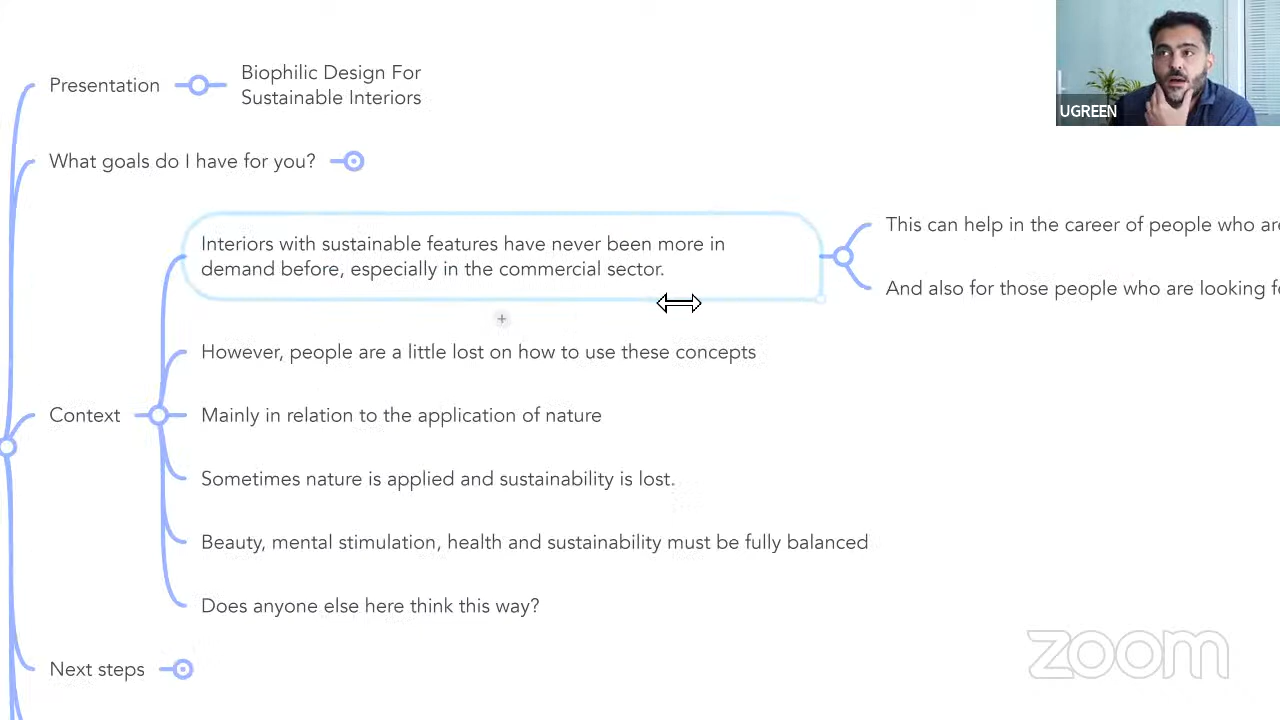 Presentation
Biophilic Design For
Sustainable Interiors
UGREEN
What goals do I have for you?
Interiors with sustainable features have never been more in
demand before, especially in the commercial sector.
This can help in the career of people who
And also for those people who are looking
However, people are a little lost on how to use these concepts
Context
Mainly in relation to the application of nature
Sometimes nature is applied and sustainability is lost.
Beauty, mental stimulation, health and sustainability must be fully balanced
Does anyone else here think this way?
Next steps
zoom